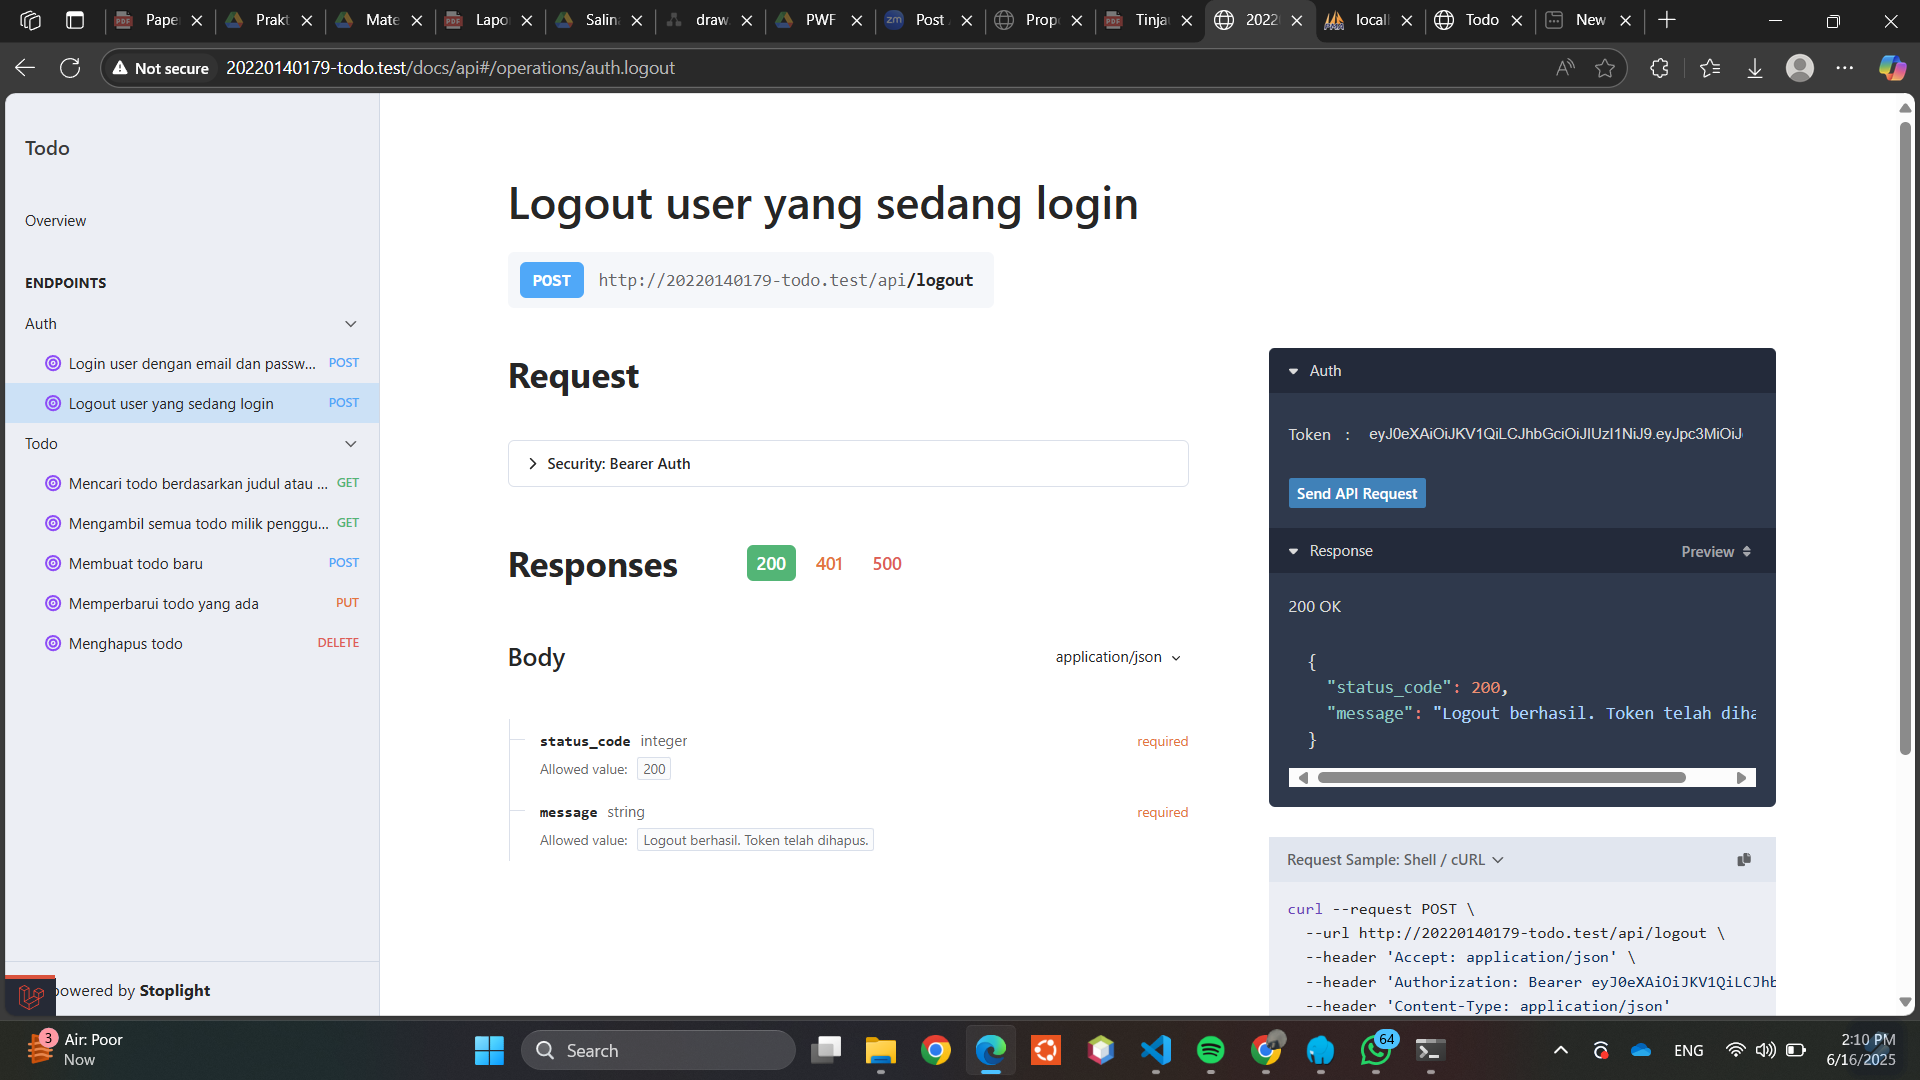 Paper
Prakt
Mate
Lapo
Salin
draw.
PWF
Post
Prop
Tinja
2022
local
Todo
New
Not secure
20220140179-todo.test/docs/api#/operations/auth.logout
Todo
Overview
ENDPOINTS
Auth
Login user dengan email dan passw... POST
Logout user yang sedang login POST
Todo
Mencari todo berdasarkan judul atau ... GET
Mengambil semua todo milik penggu... GET
Membuat todo baru POST
Memperbarui todo yang ada PUT
Menghapus todo DELETE
powered by Stoplight
Logout user yang sedang login
POST http://20220140179-todo.test/api/logout
Request
Security: Bearer Auth
Responses 200 401 500
Body application/json
status_code integer required
Allowed value: 200
message string required
Allowed value: Logout berhasil. Token telah dihapus.
Auth
Token : eyJ0eXAiOiJKV1QiLCJhbGciOiJIUzI1NiJ9.eyJpc3MiOiJ
Send API Request
Response Preview
200 OK
{
"status_code": 200,
"message": "Logout berhasil. Token telah diha
}
Request Sample: Shell / cURL
curl --request POST \
--url http://20220140179-todo.test/api/logout \
--header 'Accept: application/json' \
--header 'Authorization: Bearer eyJ0eXAiOiJKV1QiLCJhb
--header 'Content-Type: application/json'
3
Air: Poor
Now
Search
64
ENG
2:10 PM
6/16/2025